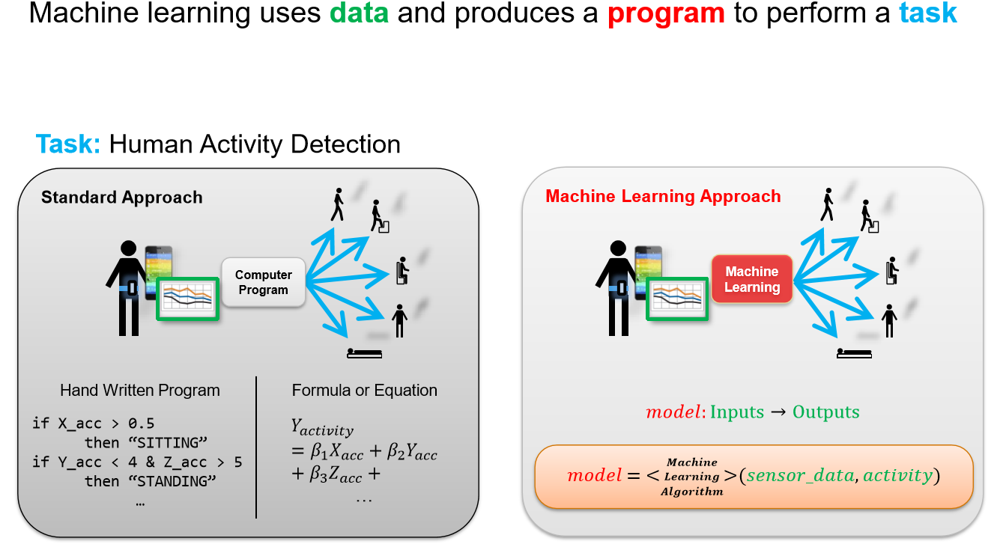 Machine learning uses data and produces a program to perform a task
Task: Human Activity Detection
Standard Approach
Computer
Program
Hand Written Program
if X_acc > 0.5
then “SITTING”
if Y_acc < 4 & Z_acc > 5
then “STANDING”
…
Formula or Equation
Y_activity
= β₁X_acc + β₂Y_acc
+ β₃Z_acc +
…
Machine Learning Approach
Machine
Learning
model: Inputs → Outputs
model = < Machine Learning Algorithm >(sensor_data, activity)